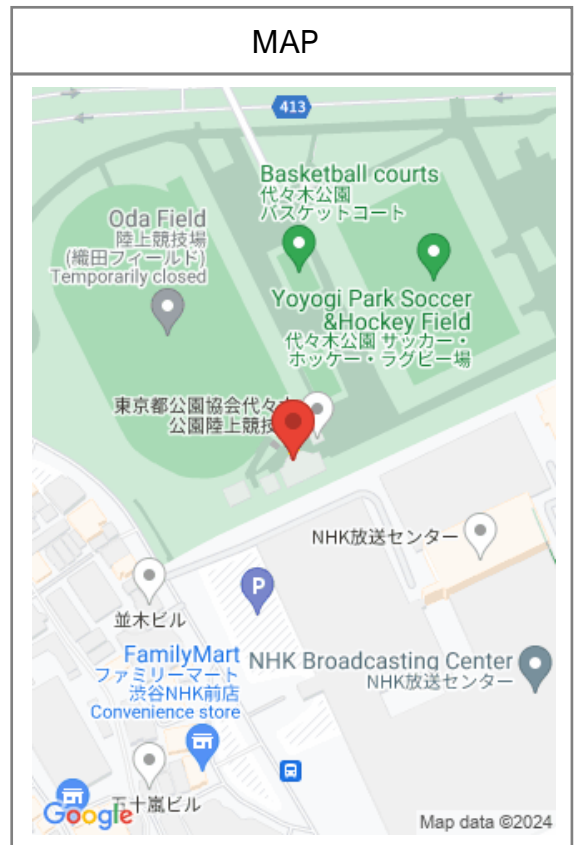 MAP
413
Basketball courts
代々木公園
バスケットコート
Oda Field
陸上競技場
(織田フィールド)
Temporarily closed
Yoyogi Park Soccer
&Hockey Field
代々木公園 サッカー・
ホッケー・ラグビー場
東京都公園協会代々木
公園陸上競技
NHK放送センター
P
並木ビル
FamilyMart
ファミリーマート
渋谷NHK前店
Convenience store
NHK Broadcasting Center
NHK放送センター
五十嵐ビル
Google
Map data ©2024